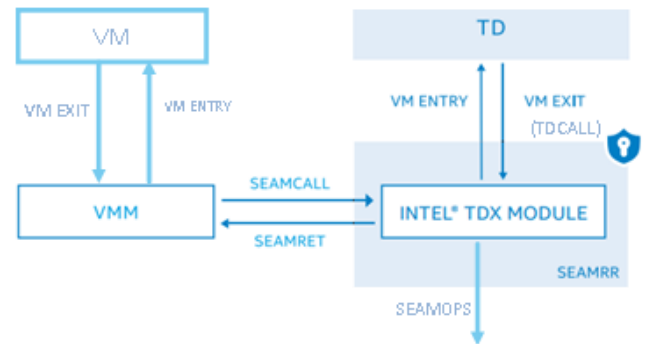 VM
TD
VM EXIT
VM ENTRY
VM ENTRY
VM EXIT
(TDCALL)
SEAMCALL
VMM
INTEL® TDX MODULE
SEAMRET
SEAMRR
SEAMOPS